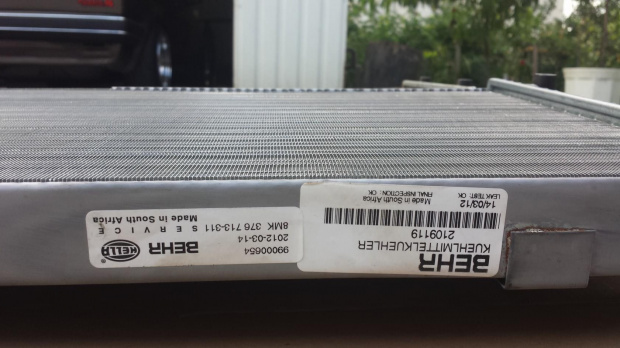 BEHR
KUEHLMITTELKUEHLER
2109119
14/03/12
Made in South Africa
LEAK TEST: OK
FINAL INSPECTION: OK
BEHR
HELLA
99000654
2012-03-14
8MK 376 713-311
SERVICE
Made in South Africa